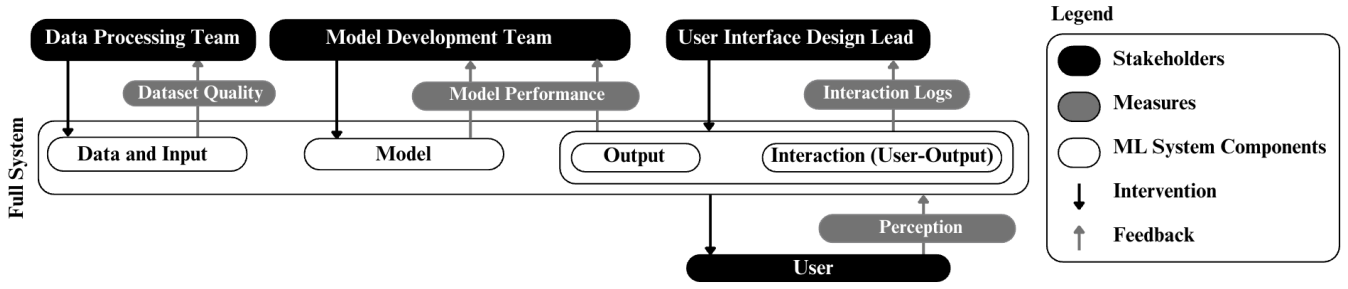 Data Processing Team
Model Development Team
User Interface Design Lead
Dataset Quality
Model Performance
Interaction Logs
Full System
Data and Input
Model
Output
Interaction (User-Output)
Perception
User
Legend
Stakeholders
Measures
ML System Components
Intervention
Feedback